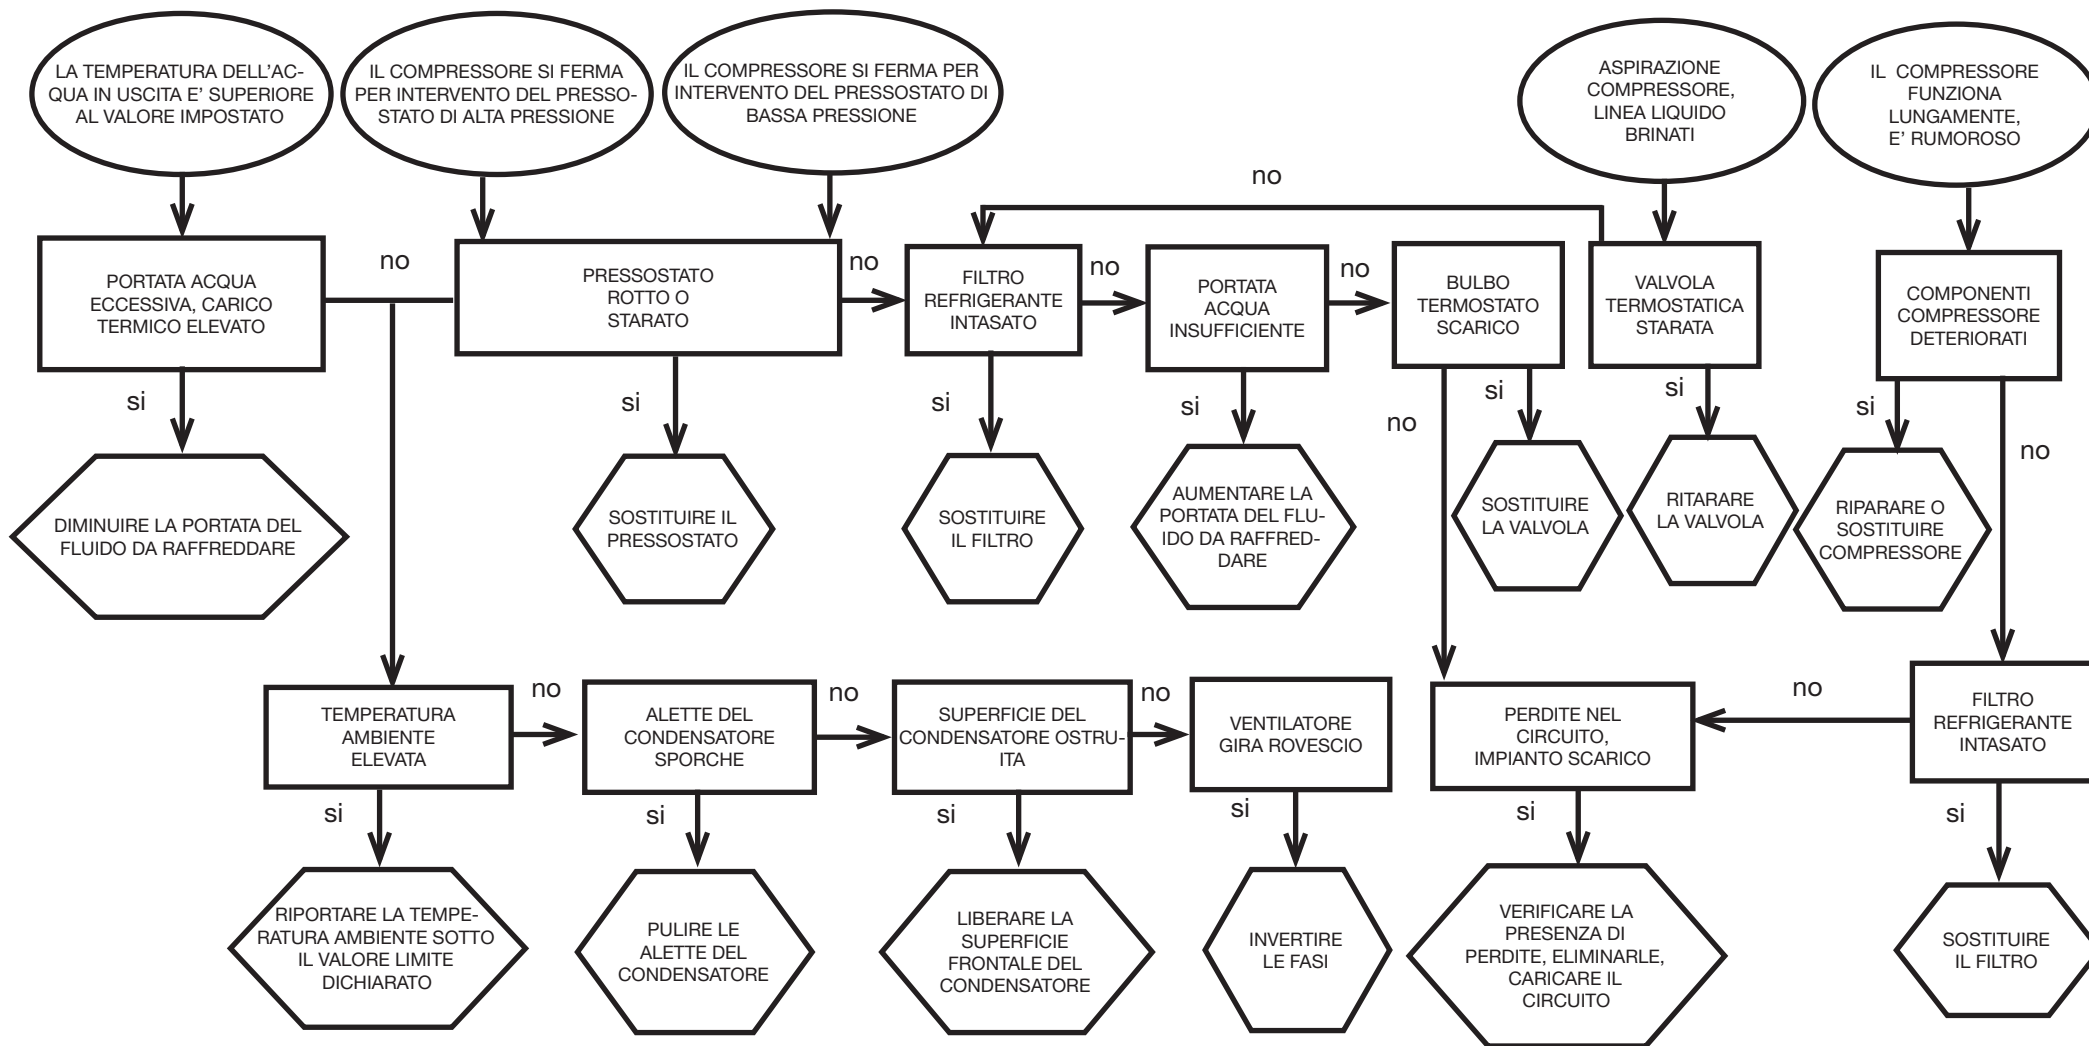 LA TEMPERATURA DELL'AC-
QUA IN USCITA E' SUPERIORE
AL VALORE IMPOSTATO
IL COMPRESSORE SI FERMA
PER INTERVENTO DEL PRESSO-
STATO DI ALTA PRESSIONE
IL COMPRESSORE SI FERMA PER
INTERVENTO DEL PRESSOSTATO DI
BASSA PRESSIONE
ASPIRAZIONE
COMPRESSORE,
LINEA LIQUIDO
BRINATI
IL COMPRESSORE
FUNZIONA
LUNGAMENTE,
E' RUMOROSO
no
PORTATA ACQUA
ECCESSIVA, CARICO
TERMICO ELEVATO
no
PRESSOSTATO
ROTTO O
STARATO
no
FILTRO
REFRIGERANTE
INTASATO
no
PORTATA
ACQUA
INSUFFICIENTE
no
BULBO
TERMOSTATO
SCARICO
VALVOLA
TERMOSTATICA
STARATA
COMPONENTI
COMPRESSORE
DETERIORATI
si
si
si
si
no
si
si
si
no
DIMINUIRE LA PORTATA DEL
FLUIDO DA RAFFREDDARE
SOSTITUIRE IL
PRESSOSTATO
SOSTITUIRE
IL FILTRO
AUMENTARE LA
PORTATA DEL FLU-
IDO DA RAFFRED-
DARE
SOSTITUIRE
LA VALVOLA
RITARARE
LA VALVOLA
RIPARARE O
SOSTITUIRE
COMPRESSORE
TEMPERATURA
AMBIENTE
ELEVATA
no
ALETTE DEL
CONDENSATORE
SPORCHE
no
SUPERFICIE DEL
CONDENSATORE OSTRU-
ITA
no
VENTILATORE
GIRA ROVESCIO
PERDITE NEL
CIRCUITO,
IMPIANTO SCARICO
no
FILTRO
REFRIGERANTE
INTASATO
si
si
si
si
si
si
RIPORTARE LA TEMPE-
RATURA AMBIENTE SOTTO
IL VALORE LIMITE
DICHIARATO
PULIRE LE
ALETTE DEL
CONDENSATORE
LIBERARE LA
SUPERFICIE
FRONTALE DEL
CONDENSATORE
INVERTIRE
LE FASI
VERIFICARE LA
PRESENZA DI
PERDITE, ELIMINARLE,
CARICARE IL
CIRCUITO
SOSTITUIRE
IL FILTRO